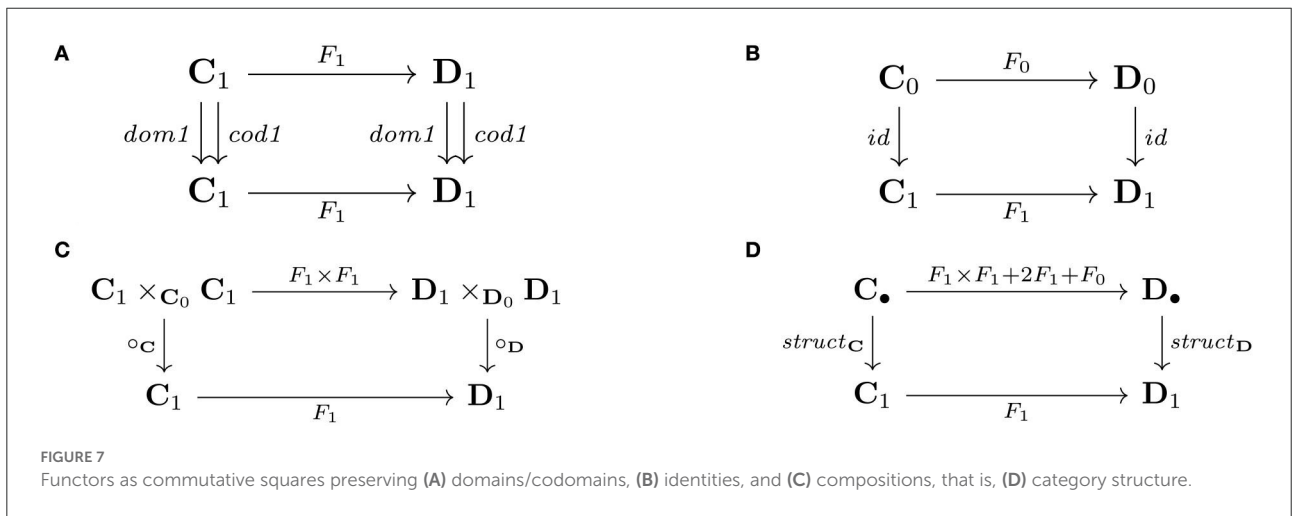 A B
C₁ F₁ D₁ C₀ F₀ D₀
dom1 cod1 dom1 cod1 id id
C₁ F₁ D₁ C₁ F₁ D₁
C D
C₁ ×_C₀ C₁ F₁×F₁ D₁ ×_D₀ D₁ C• F₁×F₁+2F₁+F₀ D•
∘C ∘D structC structD
C₁ F₁ D₁ C₁ F₁ D₁
FIGURE 7
Functors as commutative squares preserving (A) domains/codomains, (B) identities, and (C) compositions, that is, (D) category structure.